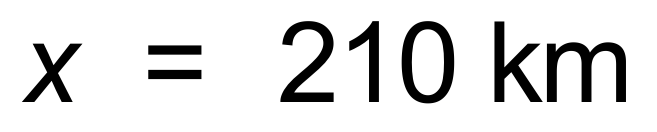 x = 210 km